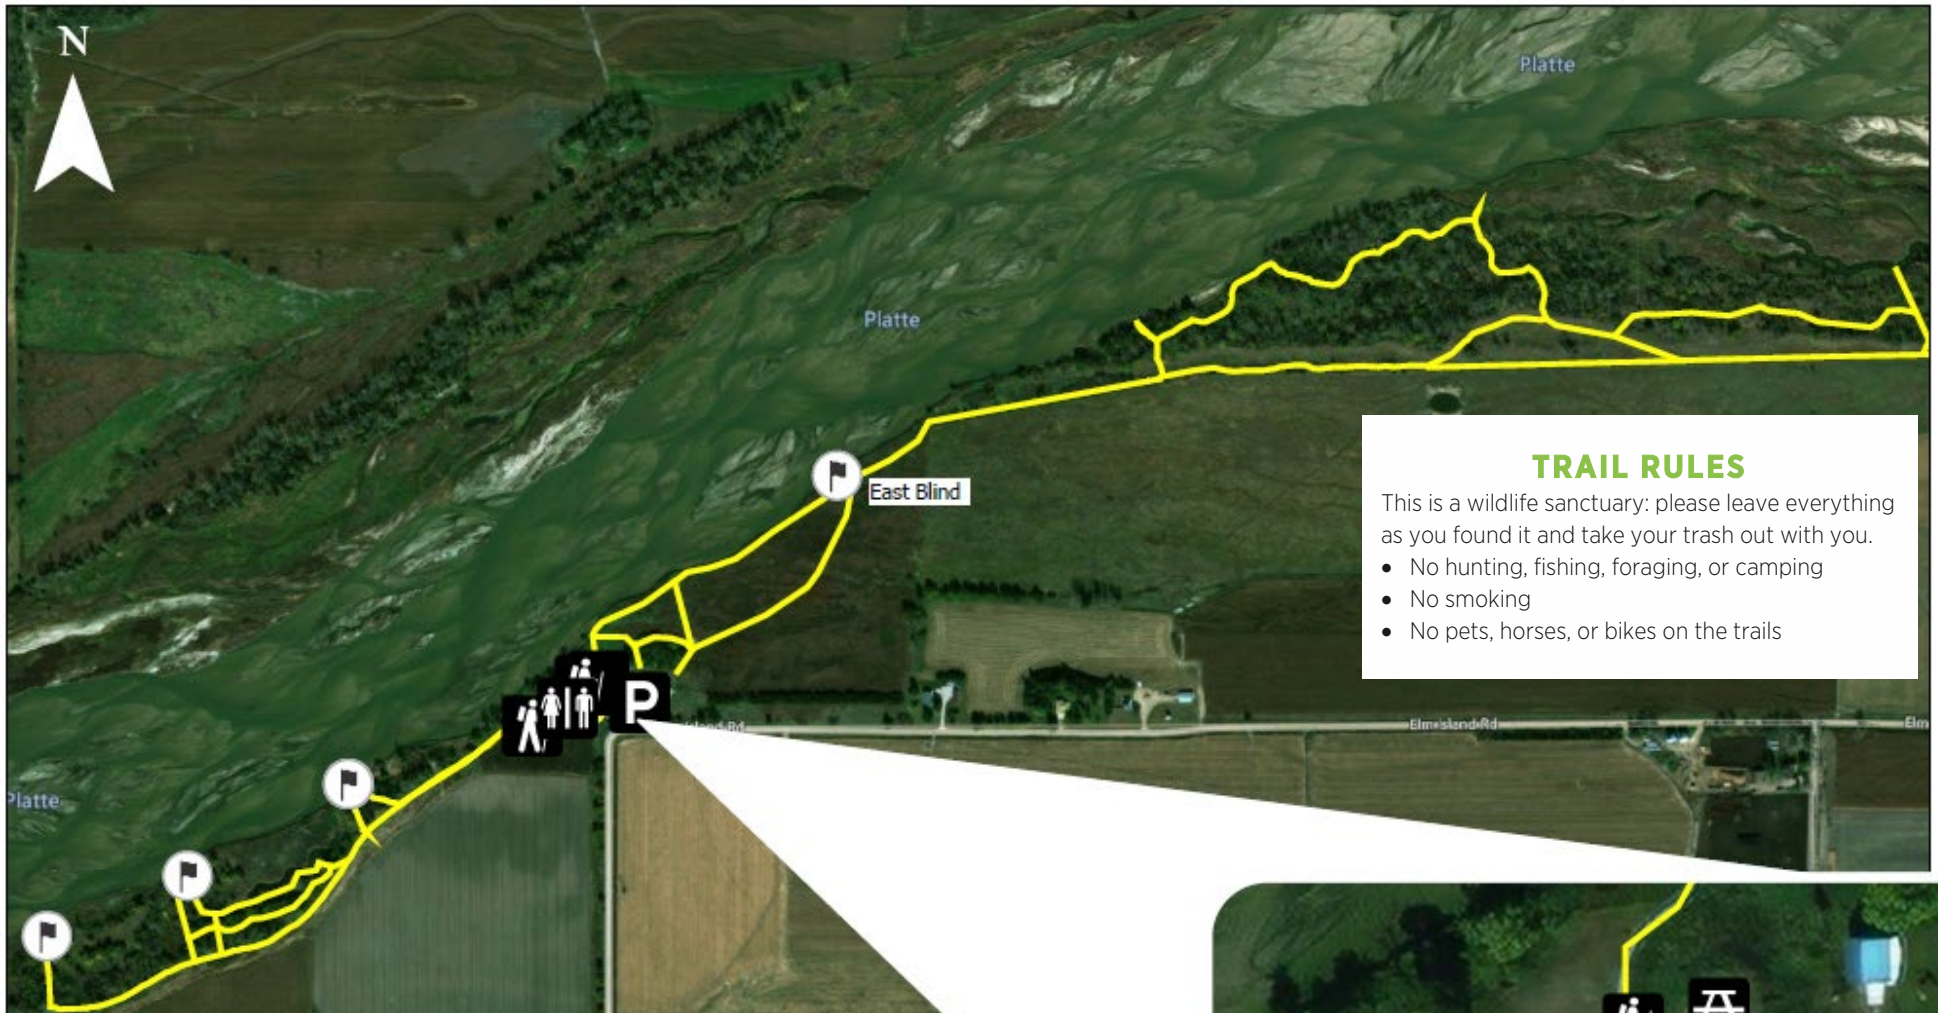 N
Platte
Platte
East Blind
TRAIL RULES
This is a wildlife sanctuary: please leave everything
as you found it and take your trash out with you.
• No hunting, fishing, foraging, or camping
• No smoking
• No pets, horses, or bikes on the trails
P
Island Rd
Elm Island Rd
Elm
Platte